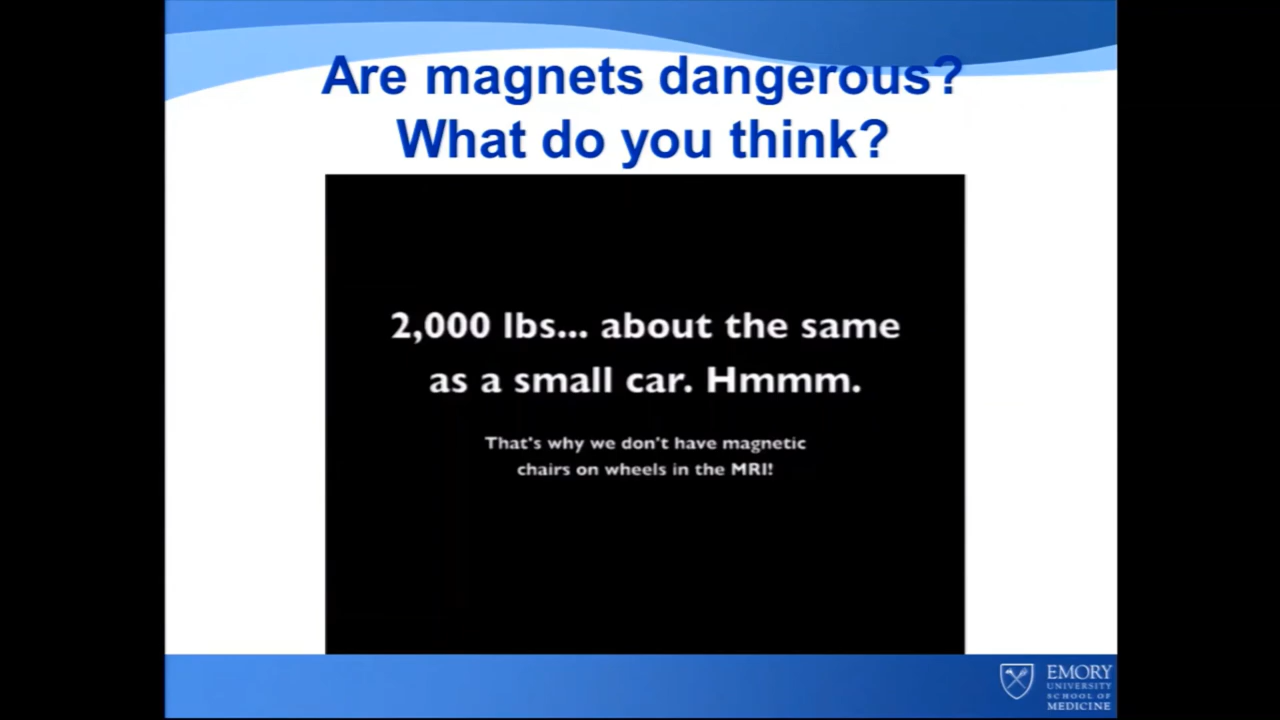 Are magnets dangerous?
What do you think?
2,000 lbs... about the same
as a small car. Hmmm.
That's why we don't have magnetic
chairs on wheels in the MRI!
EMORY
UNIVERSITY
SCHOOL OF
MEDICINE